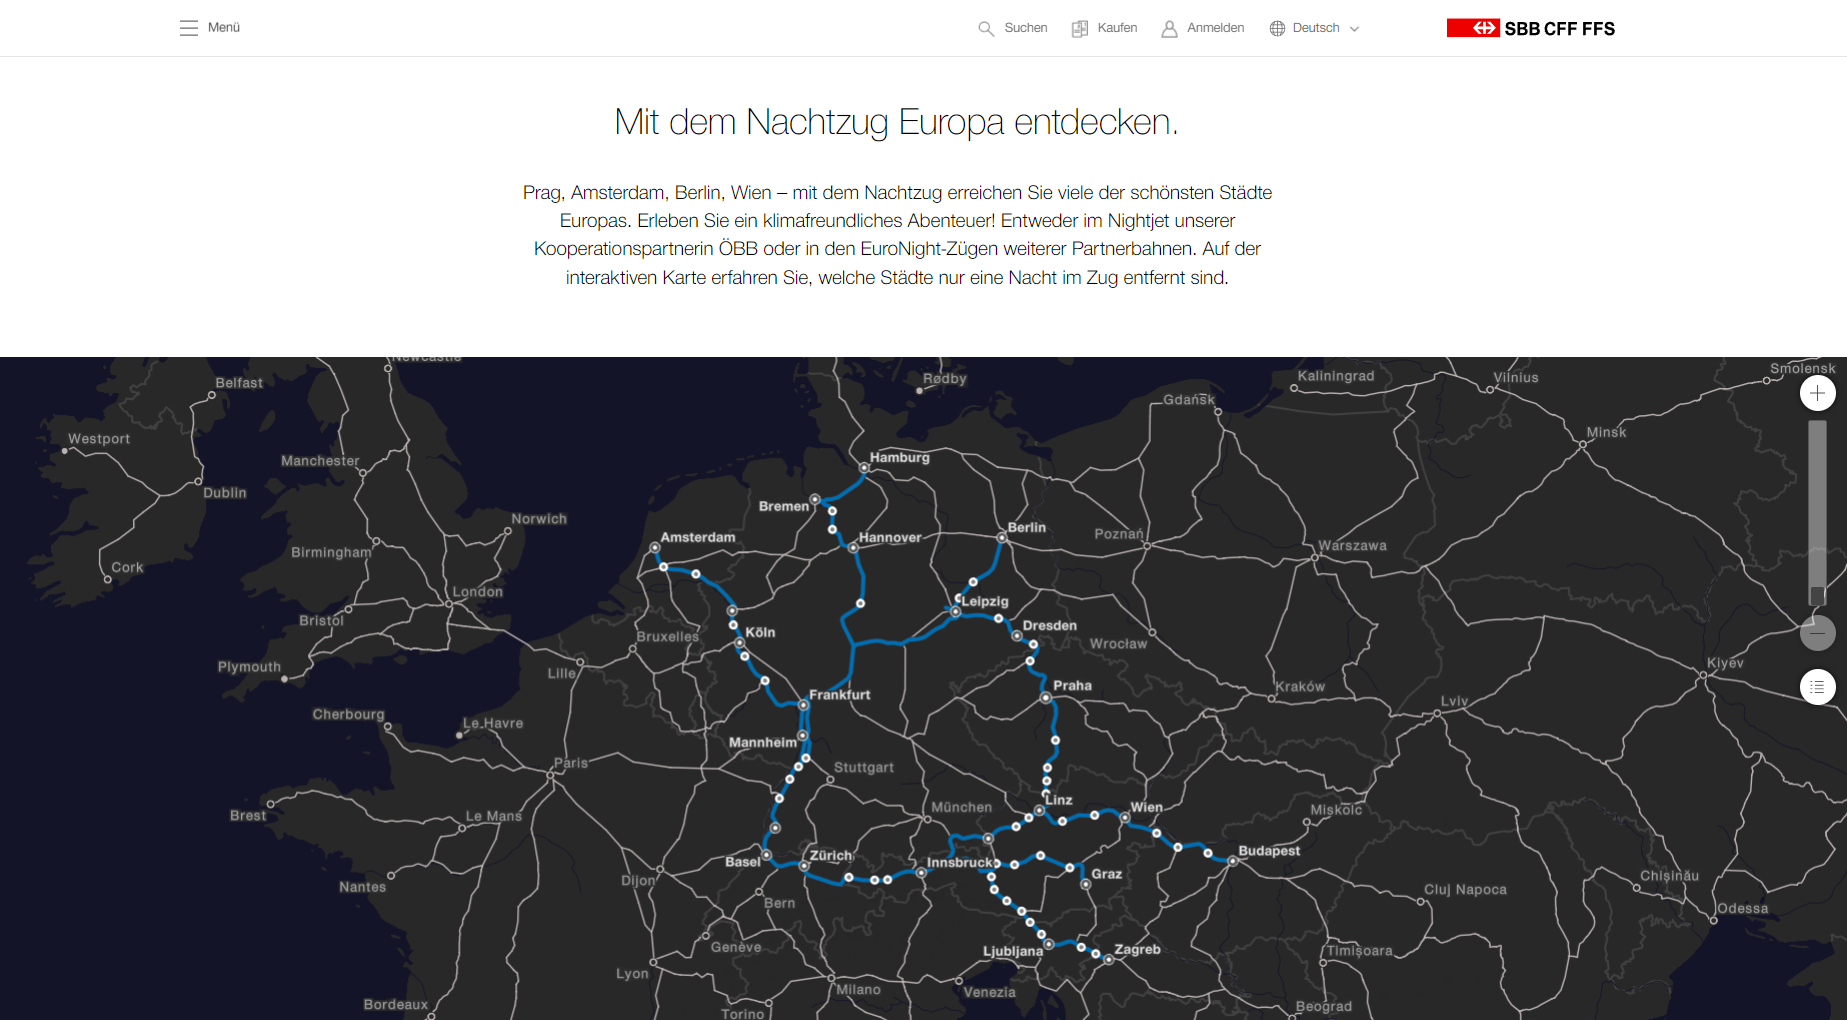 Menü
Suchen
Kaufen
Anmelden
Deutsch
SBB CFF FFS
Mit dem Nachtzug Europa entdecken.
Prag, Amsterdam, Berlin, Wien – mit dem Nachtzug erreichen Sie viele der schönsten Städte
Europas. Erleben Sie ein klimafreundliches Abenteuer! Entweder im Nightjet unserer
Kooperationspartnerin ÖBB oder in den EuroNight-Zügen weiterer Partnerbahnen. Auf der
interaktiven Karte erfahren Sie, welche Städte nur eine Nacht im Zug entfernt sind.
Newcastle
Smolensk
Kaliningrad
Vilnius
Rødby
Belfast
Gdańsk
Minsk
Westport
Hamburg
Manchester
Dublin
Bremen
Norwich
Berlin
Poznań
Amsterdam
Hannover
Warszawa
Birmingham
Cork
London
Leipzig
Bristol
Dresden
Köln
Bruxelles
Wrocław
Kiyév
Plymouth
Lille
Praha
Kraków
Frankfurt
Lviv
Cherbourg
Le Havre
Mannheim
Paris
Stuttgart
Linz
München
Wien
Miskolc
Brest
Le Mans
Budapest
Zürich
Basel
Innsbruck
Graz
Chișinău
Dijon
Nantes
Cluj Napoca
Bern
Odessa
Genève
Ljubljana
Zagreb
Timișoara
Lyon
Milano
Venezia
Bordeaux
Beograd
Torino